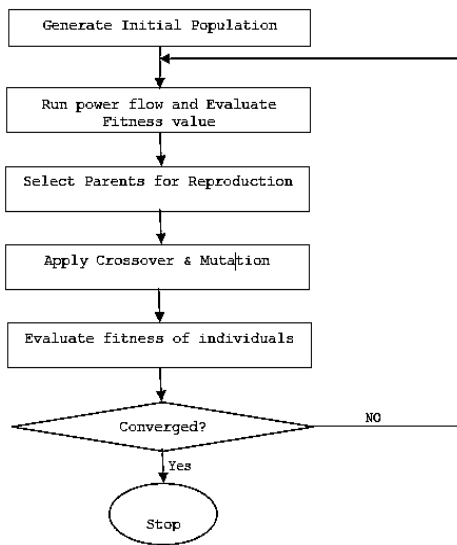 Generate Initial Population
Run power flow and Evaluate
Fitness value
Select Parents for Reproduction
Apply Crossover & Mutation
Evaluate fitness of individuals
Converged?
NO
Yes
Stop